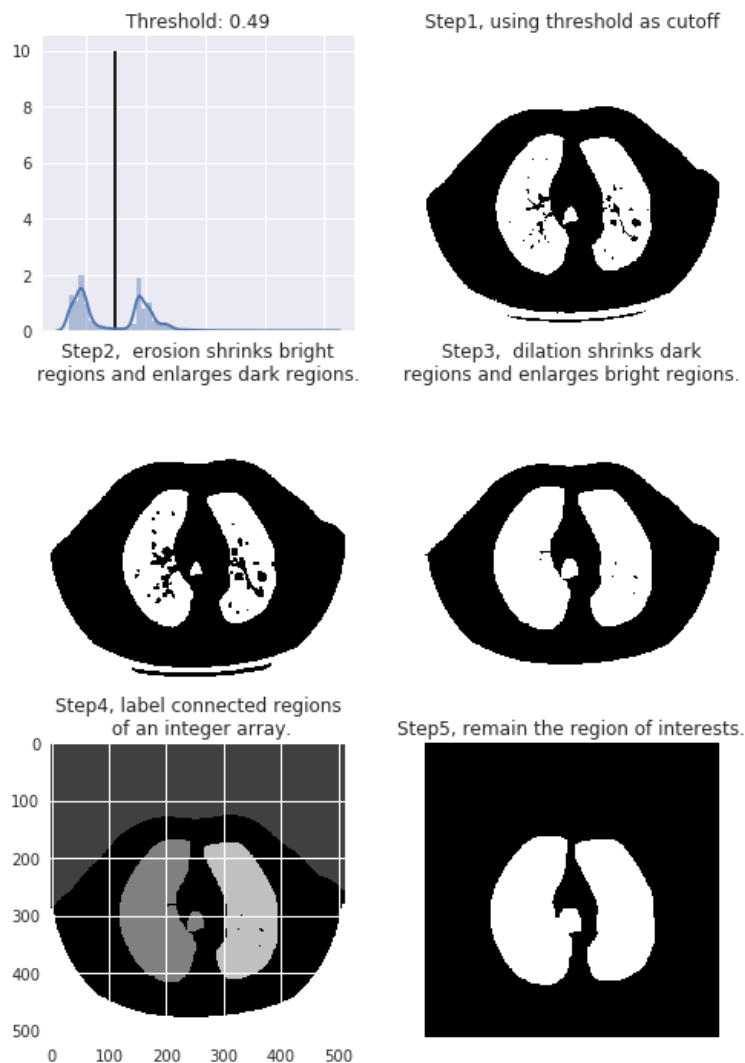 Threshold: 0.49
Step1, using threshold as cutoff
10
8
6
4
2
0
Step2,  erosion shrinks bright
regions and enlarges dark regions.
Step3,  dilation shrinks dark
regions and enlarges bright regions.
Step4, label connected regions
of an integer array.
Step5, remain the region of interests.
0
100
200
300
400
500
0 100 200 300 400 500